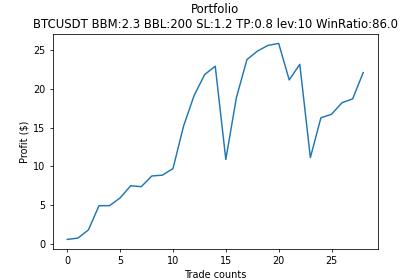 Portfolio
BTCUSDT BBM:2.3 BBL:200 SL:1.2 TP:0.8 lev:10 WinRatio:86.0
25
20
15
10
5
0
Profit ($)
0 5 10 15 20 25
Trade counts